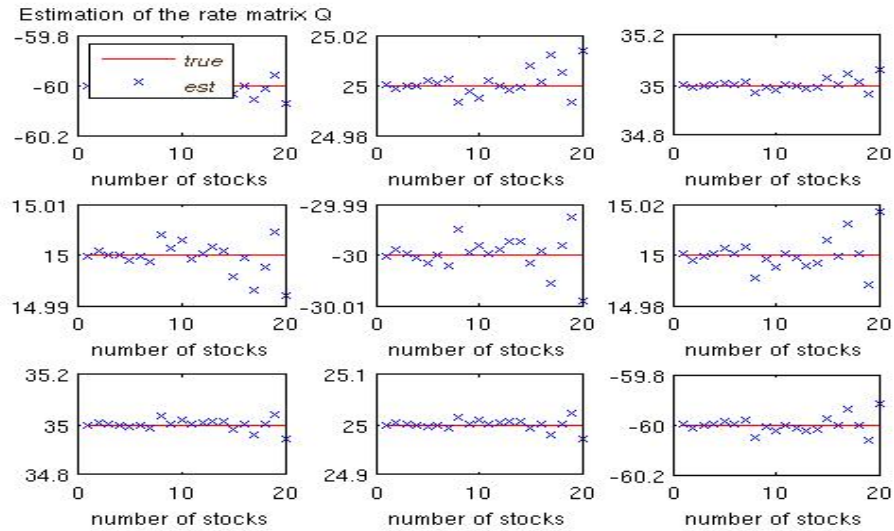 Estimation of the rate matrix Q
-59.8
-60
-60.2
true
est
0 10 20
number of stocks
25.02
25
24.98
0 10 20
number of stocks
35.2
35
34.8
0 10 20
number of stocks
15.01
15
14.99
0 10 20
number of stocks
-29.99
-30
-30.01
0 10 20
number of stocks
15.02
15
14.98
0 10 20
number of stocks
35.2
35
34.8
0 10 20
number of stocks
25.1
25
24.9
0 10 20
number of stocks
-59.8
-60
-60.2
0 10 20
number of stocks